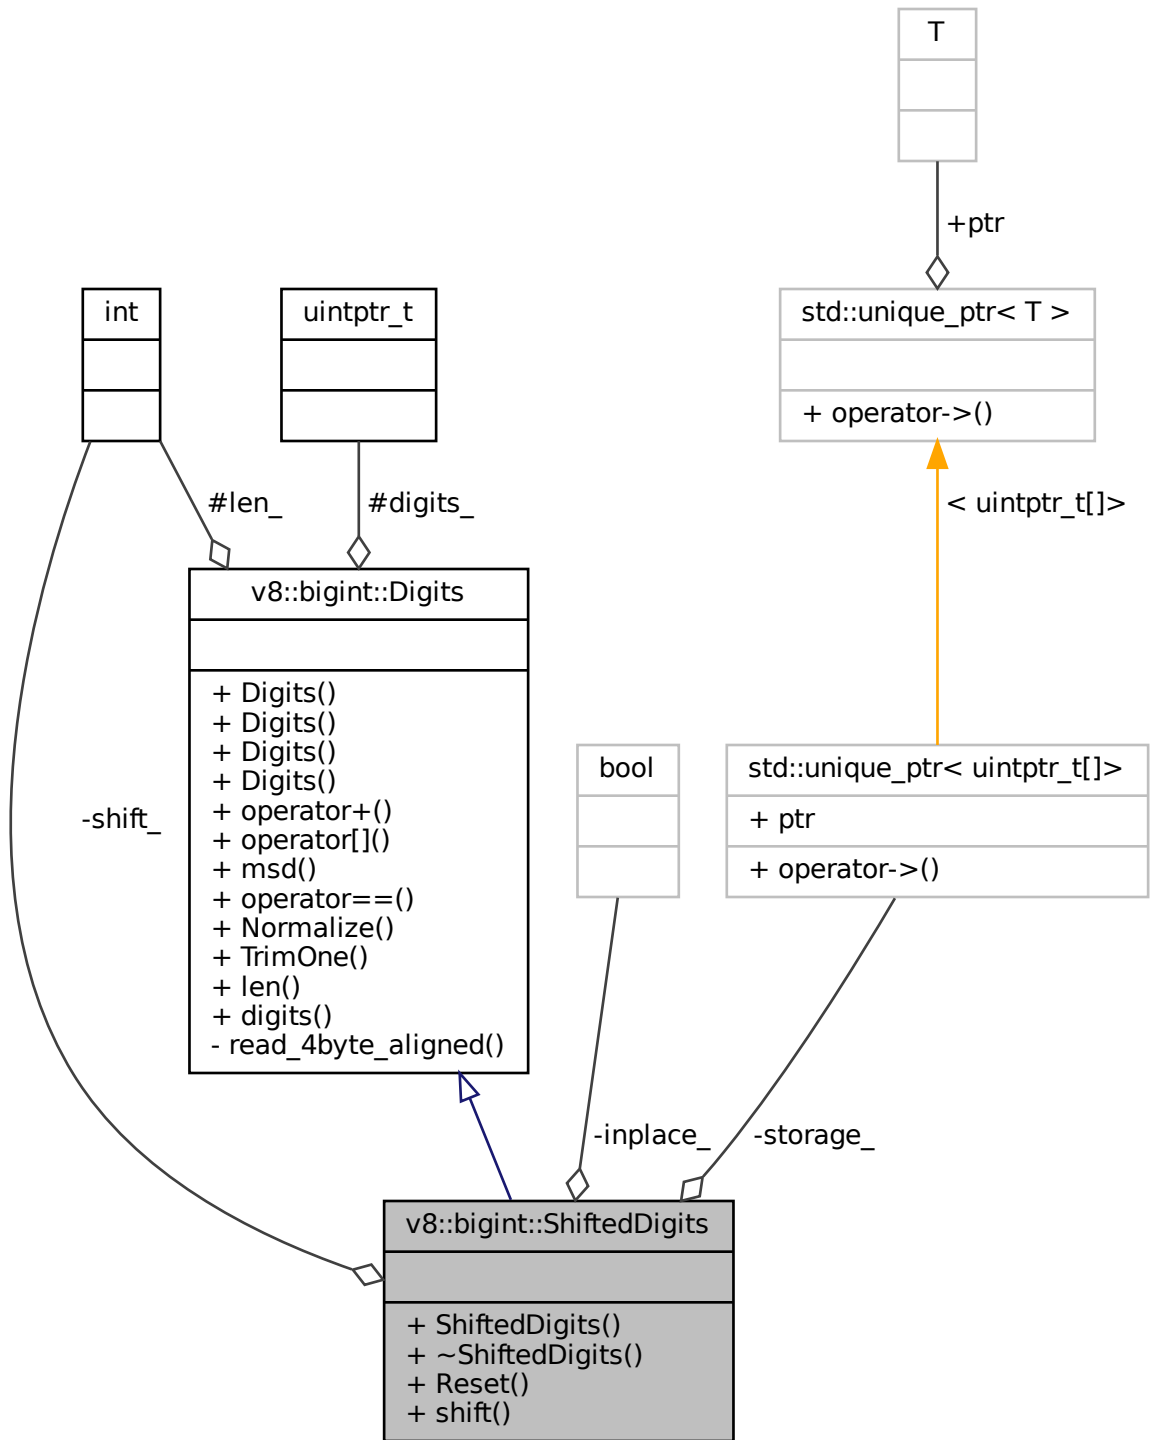 T
+ptr
int
uintptr_t
std::unique_ptr< T >
+ operator->()
#len_
#digits_
< uintptr_t[]>
v8::bigint::Digits
+ Digits()
+ Digits()
+ Digits()
+ Digits()
+ operator+()
+ operator[]()
+ msd()
+ operator==()
+ Normalize()
+ TrimOne()
+ len()
+ digits()
- read_4byte_aligned()
bool
std::unique_ptr< uintptr_t[]>
+ ptr
+ operator->()
-shift_
-inplace_
-storage_
v8::bigint::ShiftedDigits
+ ShiftedDigits()
+ ~ShiftedDigits()
+ Reset()
+ shift()